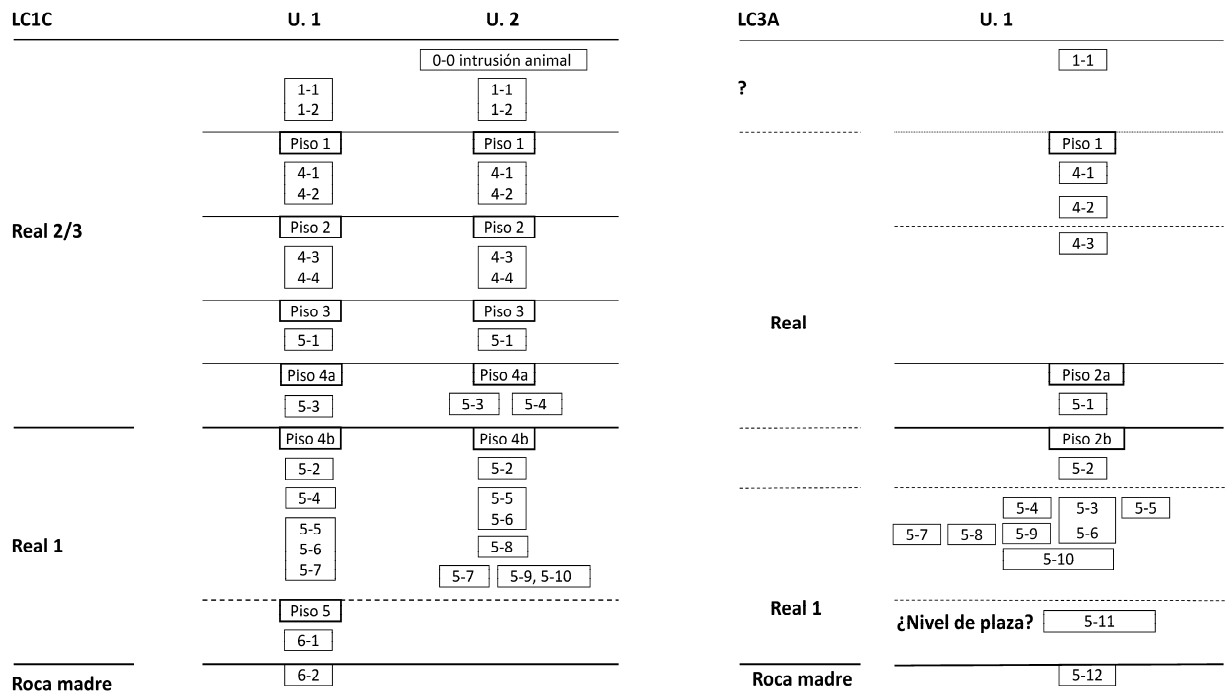 LC1C U. 1 U. 2
0-0 intrusión animal
1-1 1-1
1-2 1-2
Piso 1 Piso 1
4-1 4-1
4-2 4-2
Real 2/3 Piso 2 Piso 2
4-3 4-3
4-4 4-4
Piso 3 Piso 3
5-1 5-1
Piso 4a Piso 4a
5-3 5-3 5-4
Piso 4b Piso 4b
5-2 5-2
5-4 5-5
5-6
5-5
Real 1 5-6 5-8
5-7
5-7 5-9, 5-10
Piso 5
6-1
Roca madre 6-2
LC3A U. 1
1-1
?
Piso 1
4-1
4-2
4-3
Real
Piso 2a
5-1
Piso 2b
5-2
5-4 5-3 5-5
5-7 5-8 5-9 5-6
5-10
Real 1
¿Nivel de plaza? 5-11
Roca madre 5-12